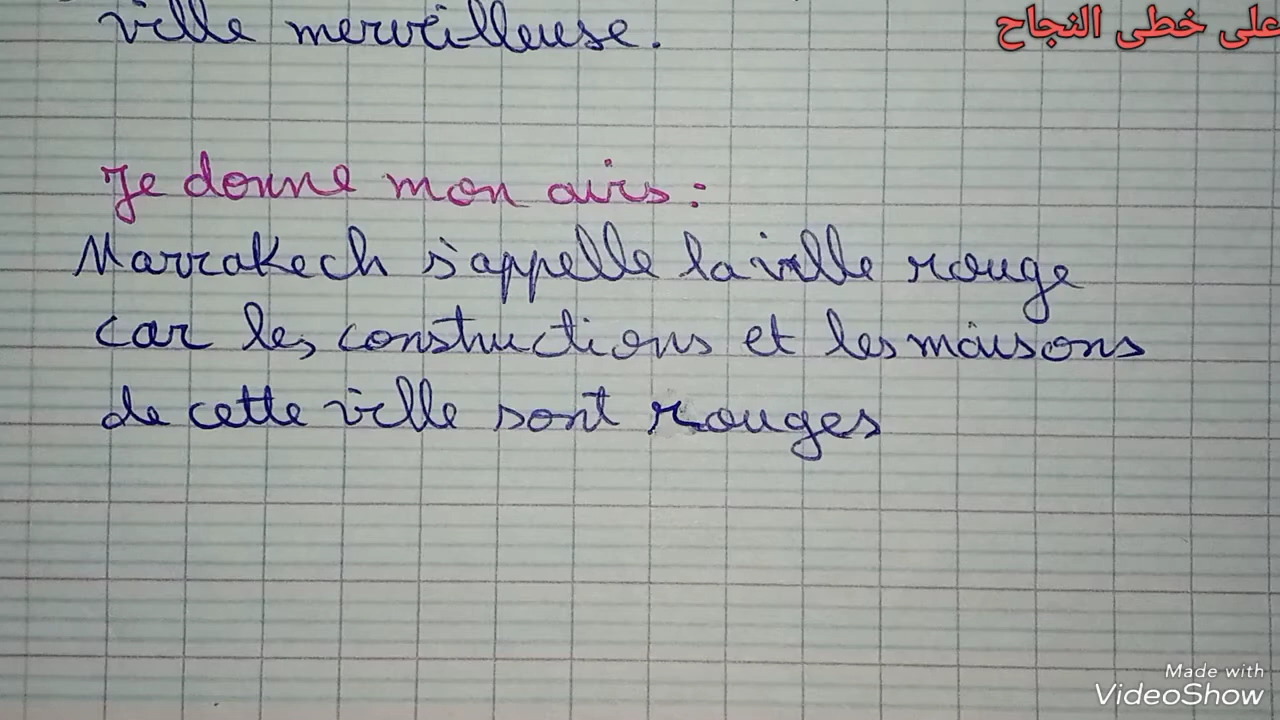 ville merveilleuse.
على خطى النجاح
Je donne mon airs :
Marrakech s'appelle la ville rouge
car les constructions et les maisons
de cette ville sont rouges
Made with
VideoShow